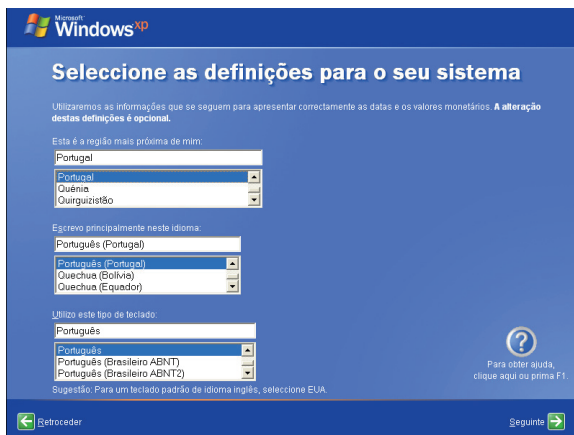 Microsoft
Windows xp
Seleccione as definições para o seu sistema
Utilizaremos as informações que se seguem para apresentar correctamente as datas e os valores monetários. A alteração
destas definições é opcional.
Esta é a região mais próxima de mim:
Portugal
Portugal
Quénia
Quirguizistão
Escrevo principalmente neste idioma:
Português (Portugal)
Português (Portugal)
Quechua (Bolívia)
Quechua (Equador)
Utilizo este tipo de teclado:
Português
Português
Português (Brasileiro ABNT)
Português (Brasileiro ABNT2)
Sugestão: Para um teclado padrão de idioma inglês, seleccione EUA.
Para obter ajuda,
clique aqui ou prima F1.
Retroceder
Seguinte